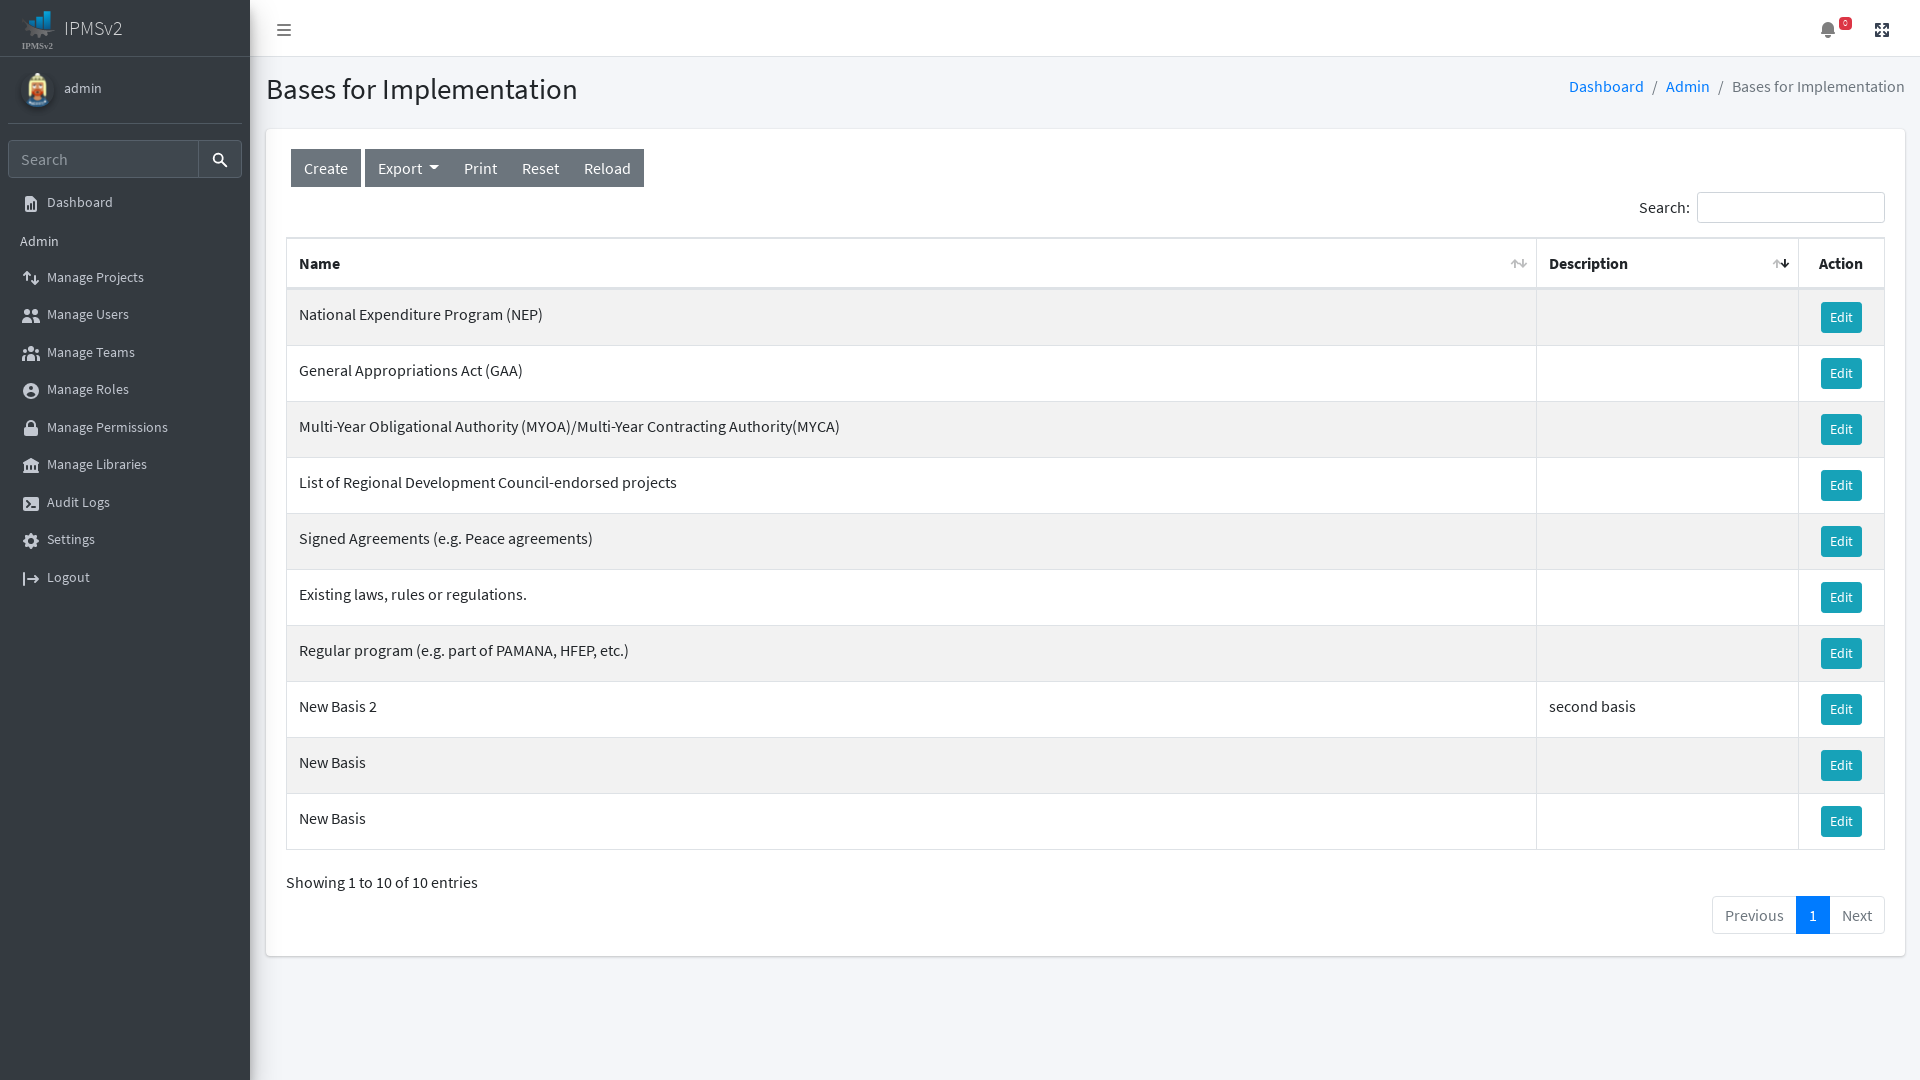 IPMSv2
IPMSv2
0
admin
Bases for Implementation
Dashboard / Admin / Bases for Implementation
Search
Dashboard
Admin
Manage Projects
Manage Users
Manage Teams
Manage Roles
Manage Permissions
Manage Libraries
Audit Logs
Settings
Logout
Create Export Print Reset Reload
Search:
Name Description Action
National Expenditure Program (NEP) Edit
General Appropriations Act (GAA) Edit
Multi-Year Obligational Authority (MYOA)/Multi-Year Contracting Authority(MYCA) Edit
List of Regional Development Council-endorsed projects Edit
Signed Agreements (e.g. Peace agreements) Edit
Existing laws, rules or regulations. Edit
Regular program (e.g. part of PAMANA, HFEP, etc.) Edit
New Basis 2 second basis Edit
New Basis Edit
New Basis Edit
Showing 1 to 10 of 10 entries
Previous 1 Next